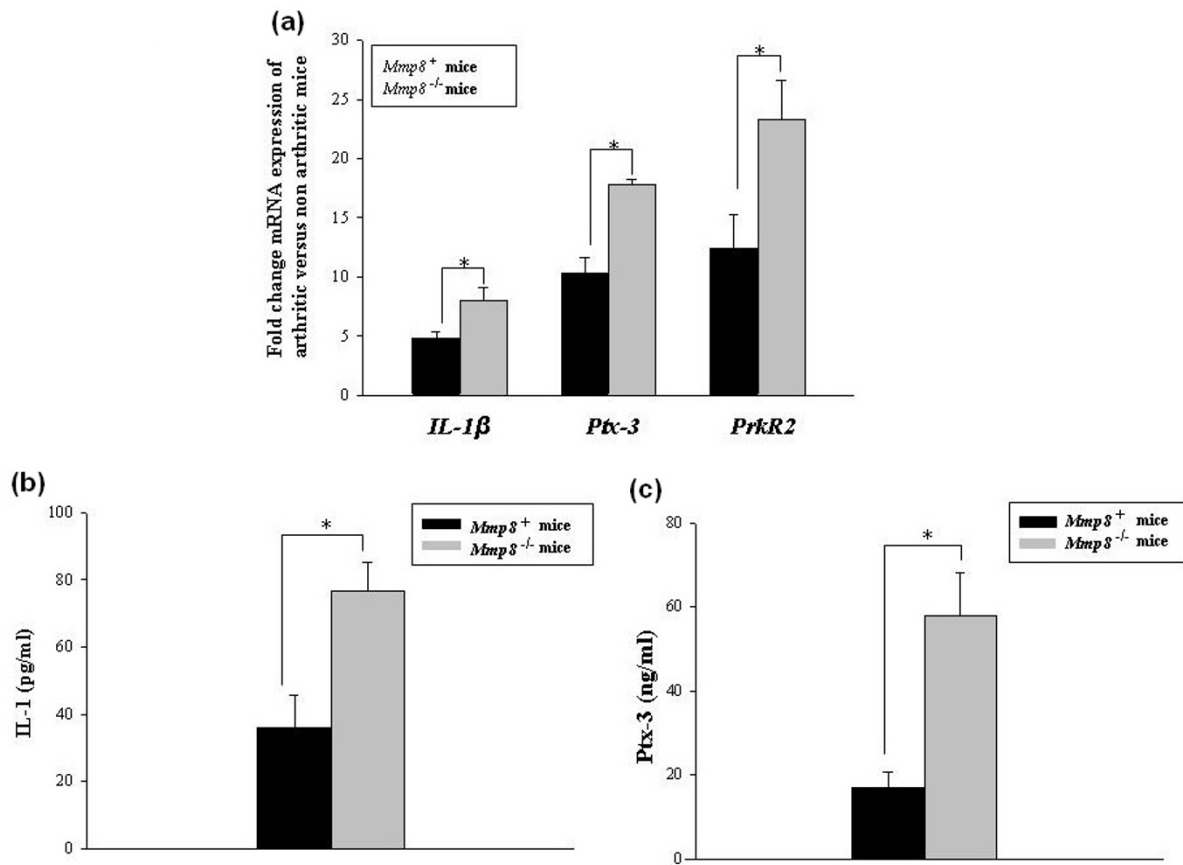 (a)
Fold change mRNA expression of
arthritic versus non arthritic mice
30
25
20
15
10
5
0
Mmp8 + mice
Mmp8 -/- mice
*
*
*
IL-1β
Ptx-3
PrkR2
(b)
IL-1 (pg/ml)
100
80
60
40
20
0
*
Mmp8 + mice
Mmp8 -/- mice
(c)
Ptx-3 (ng/ml)
80
60
40
20
0
*
Mmp8 + mice
Mmp8 -/- mice